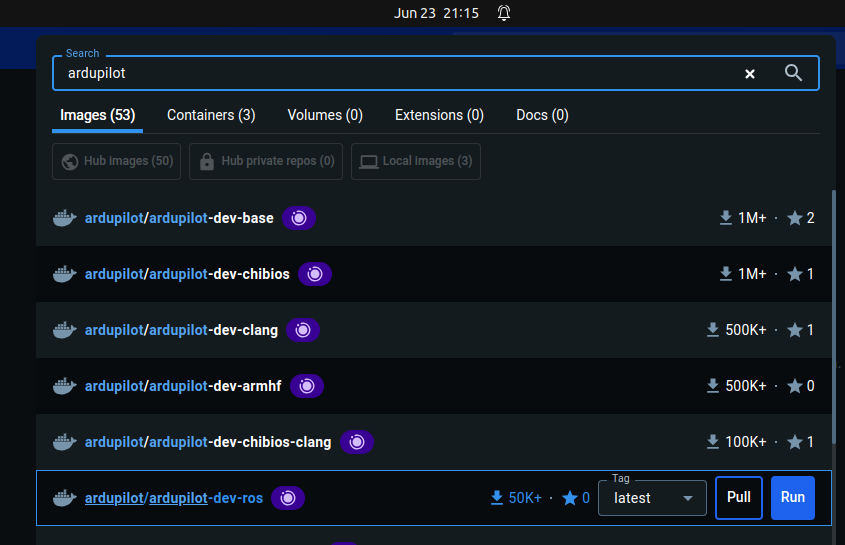 Jun 23 21:15
Search
ardupilot
Images (53) Containers (3) Volumes (0) Extensions (0) Docs (0)
Hub images (50) Hub private repos (0) Local images (3)
ardupilot/ardupilot-dev-base 1M+ · 2
ardupilot/ardupilot-dev-chibios 1M+ · 1
ardupilot/ardupilot-dev-clang 500K+ · 1
ardupilot/ardupilot-dev-armhf 500K+ · 0
ardupilot/ardupilot-dev-chibios-clang 100K+ · 1
Tag
ardupilot/ardupilot-dev-ros 50K+ · 0 latest Pull Run